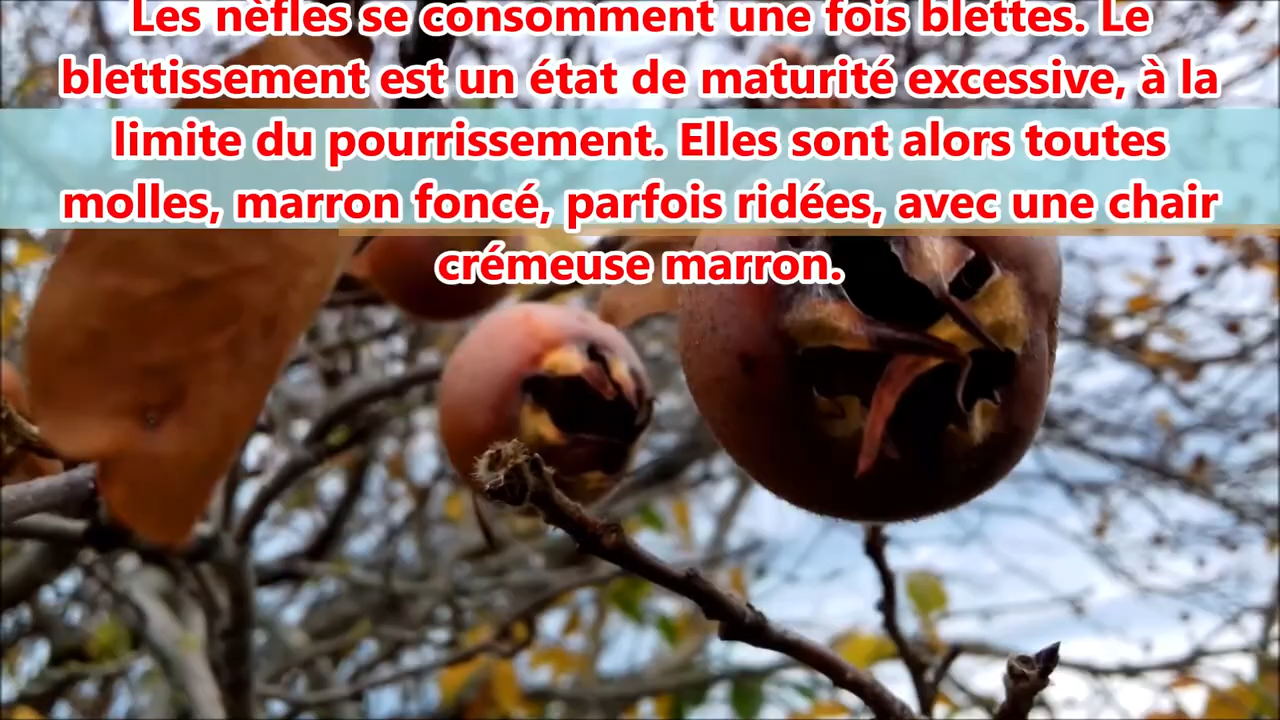 Les nèfles se consomment une fois blettes. Le
blettissement est un état de maturité excessive, à la
limite du pourrissement. Elles sont alors toutes
molles, marron foncé, parfois ridées, avec une chair
crémeuse marron.